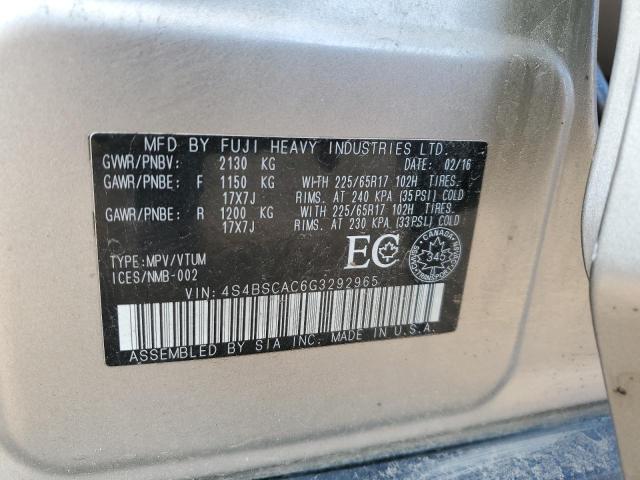 MFD BY FUJI HEAVY INDUSTRIES LTD.
GVWR/PNBV: 2130 KG DATE: 02/16
GAWR/PNBE: F 1150 KG WITH 225/65R17 102H TIRES,
17X7J RIMS. AT 240 KPA (35PSI) COLD
GAWR/PNBE: R 1200 KG WITH 225/65R17 102H TIRES,
17X7J RIMS. AT 230 KPA (33PSI) COLD
TYPE:MPV/VTUM
ICES/NMB-002
EC
CANADA
345
TRANSPORT
VIN: 4S4BSCAC6G3292965
ASSEMBLED BY SIA INC. MADE IN U.S.A.